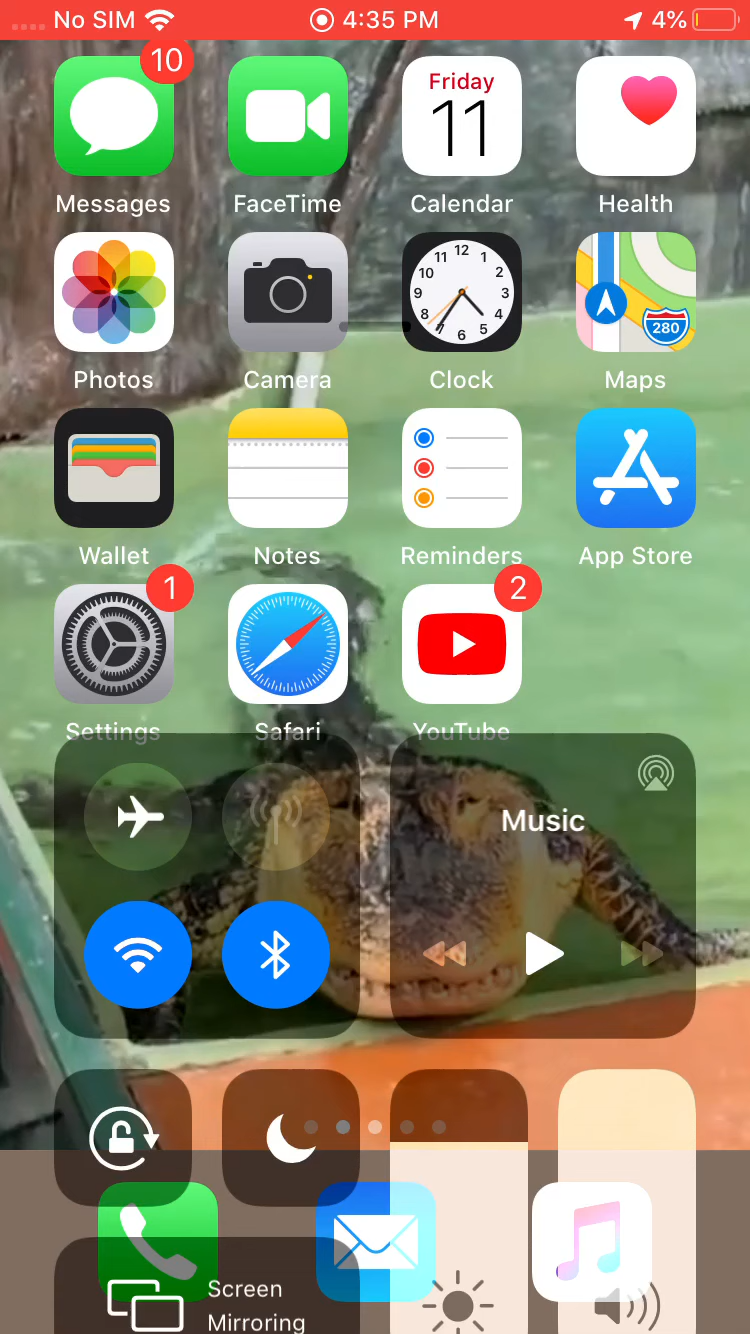 No SIM 4:35 PM 4%
10
Friday
11
Messages FaceTime Calendar Health
12
11 1
10 2
9 3
8 4
7 5
6
280
Photos Camera Clock Maps
Wallet Notes Reminders App Store
1 2
Settings Safari YouTube
Music
Screen
Mirroring